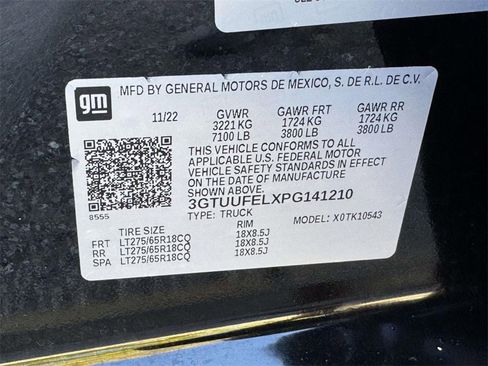 gm
MFD BY GENERAL MOTORS DE MEXICO, S. DE R.L. DE C.V.
11/22 GVWR GAWR FRT GAWR RR
3221 KG 1724 KG 1724 KG
7100 LB 3800 LB 3800 LB
THIS VEHICLE CONFORMS TO ALL
APPLICABLE U.S. FEDERAL MOTOR
VEHICLE SAFETY STANDARDS IN EFFECT
ON THE DATE OF MANUFACTURE
SHOWN ABOVE.
3GTUUFELXPG141210
8555
TYPE: TRUCK MODEL: X0TK10543
TIRE SIZE RIM
FRT LT275/65R18CQ 18X8.5J
RR LT275/65R18CQ 18X8.5J
SPA LT275/65R18CQ 18X8.5J